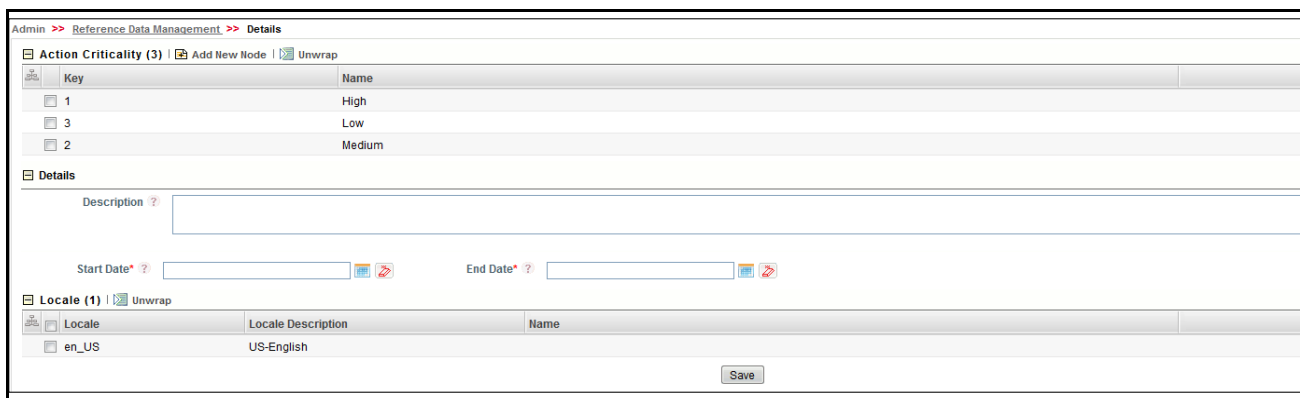 Admin >> Reference Data Management >> Details
Action Criticality (3) | Add New Node | Unwrap
Key Name
1 High
3 Low
2 Medium
Details
Description ?
Start Date* ? End Date* ?
Locale (1) | Unwrap
Locale Locale Description Name
en_US US-English
Save